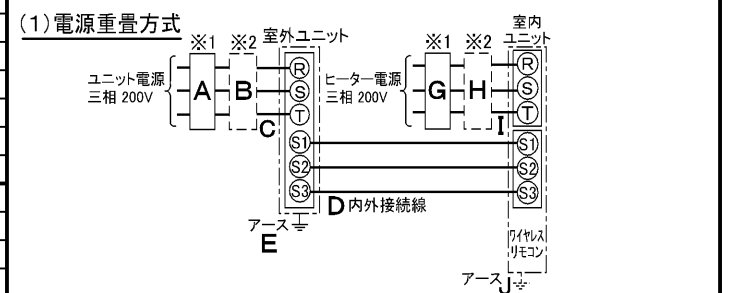 (1)電源重畳方式
※1 ※2 室外ユニット
ユニット電源
三相 200V
A B
R
S
T
C
S1
S2
S3
D 内外接続線
アース
E
※1 ※2 室内
ユニット
ヒーター電源
三相 200V
G H
R
S
T
I
S1
S2
S3
ワイヤレス
リモコン
アース J